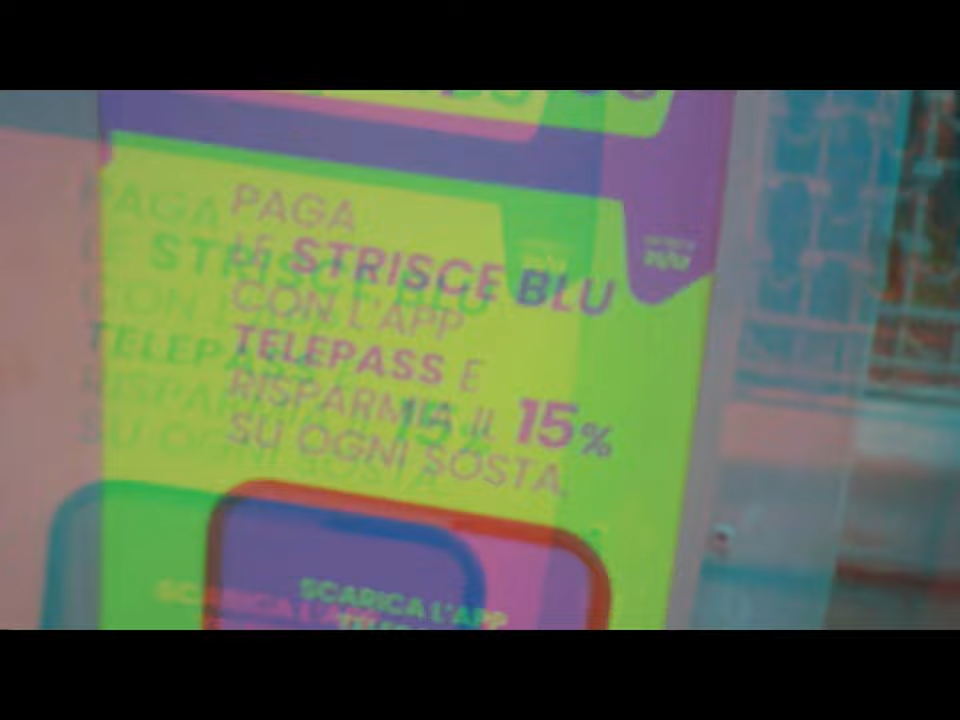 PAGA
LE STRISCE BLU
CON L'APP
TELEPASS E
RISPARMIA IL 15%
SU OGNI SOSTA.
SCARICA L'APP